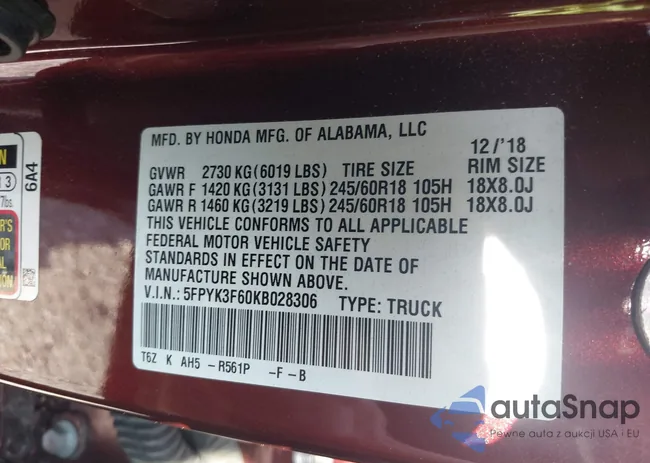 MFD. BY HONDA MFG. OF ALABAMA, LLC 12/'18
GVWR 2730 KG(6019 LBS) TIRE SIZE RIM SIZE
GAWR F 1420 KG(3131 LBS) 245/60R18 105H 18X8.0J
GAWR R 1460 KG(3219 LBS) 245/60R18 105H 18X8.0J
THIS VEHICLE CONFORMS TO ALL APPLICABLE
FEDERAL MOTOR VEHICLE SAFETY
STANDARDS IN EFFECT ON THE DATE OF
MANUFACTURE SHOWN ABOVE.
V.I.N.: 5FPYK3F60KB028306 TYPE: TRUCK
T6Z K AH5 -R561P -F -B
6A4
autaSnap
Pewne auta z aukcji USA i EU